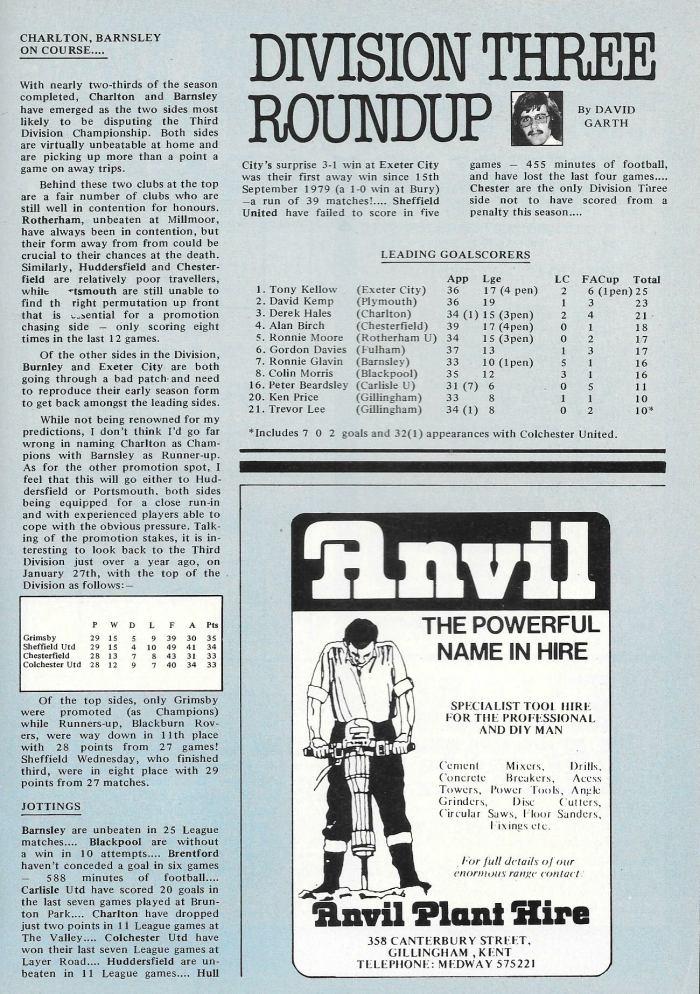 CHARLTON, BARNSLEY
ON COURSE....
With nearly two-thirds of the season
completed, Charlton and Barnsley
have emerged as the two sides most
likely to be disputing the Third
Division Championship. Both sides
are virtually unbeatable at home and
are picking up more than a point a
game on away trips.
Behind these two clubs at the top
are a fair number of clubs who are
still well in contention for honours.
Rotherham, unbeaten at Millmoor,
have always been in contention, but
their form away from from could be
crucial to their chances at the death.
Similarly, Huddersfield and Chester-
field are relatively poor travellers,
while tsmouth are still unable to
find th right permutation up front
that is sential for a promotion
chasing side — only scoring eight
times in the last 12 games.
Of the other sides in the Division,
Burnley and Exeter City are both
going through a bad patch and need
to reproduce their early season form
to get back amongst the leading sides.
While not being renowned for my
predictions, I don't think I'd go far
wrong in naming Charlton as Cham-
pions with Barnsley as Runner-up.
As for the other promotion spot, I
feel that this will go either to Hud-
dersfield or Portsmouth, both sides
being equipped for a close run-in
and with experienced players able to
cope with the obvious pressure. Talk-
ing of the promotion stakes, it is in-
teresting to look back to the Third
Division just over a year ago, on
January 27th, with the top of the
Division as follows:—
P W D L F A Pts
Grimsby 29 15 5 9 39 30 35
Sheffield Utd 29 15 4 10 49 41 34
Chesterfield 28 13 7 8 43 31 33
Colchester Utd 28 12 9 7 40 34 33
Of the top sides, only Grimsby
were promoted (as Champions)
while Runners-up, Blackburn Rov-
ers, were way down in 11th place
with 28 points from 27 games!
Sheffield Wednesday, who finished
third, were in eight place with 29
points from 27 matches.
JOTTINGS
Barnsley are unbeaten in 25 League
matches.... Blackpool are without
a win in 10 attempts.... Brentford
haven't conceded a goal in six games
— 588 minutes of football....
Carlisle Utd have scored 20 goals in
the last seven games played at Brun-
ton Park.... Charlton have dropped
just two points in 11 League games at
The Valley.... Colchester Utd have
won their last seven League games at
Layer Road.... Huddersfield are un-
beaten in 11 League games.... Hull
DIVISION THREE
ROUNDUP
By DAVID
GARTH
City's surprise 3-1 win at Exeter City
was their first away win since 15th
September 1979 (a 1-0 win at Bury)
—a run of 39 matches!.... Sheffield
United have failed to score in five
games — 455 minutes of football,
and have lost the last four games....
Chester are the only Division Three
side not to have scored from a
penalty this season....
LEADING GOALSCORERS
App Lge LC FACup Total
1. Tony Kellow (Exeter City) 36 17 (4 pen) 2 6 (1pen) 25
2. David Kemp (Plymouth) 36 19 1 3 23
3. Derek Hales (Charlton) 34 (1) 15 (3pen) 2 4 21
4. Alan Birch (Chesterfield) 39 17 (4pen) 0 1 18
5. Ronnie Moore (Rotherham U) 34 15 (3pen) 0 2 17
6. Gordon Davies (Fulham) 37 13 1 3 17
7. Ronnie Glavin (Barnsley) 33 10 (1pen) 5 1 16
8. Colin Morris (Blackpool) 35 12 3 1 16
16. Peter Beardsley (Carlisle U) 31 (7) 6 0 5 11
20. Ken Price (Gillingham) 33 8 1 1 10
21. Trevor Lee (Gillingham) 34 (1) 8 0 2 10*
*Includes 7 0 2 goals and 32(1) appearances with Colchester United.
Anvil
THE POWERFUL
NAME IN HIRE
SPECIALIST TOOL HIRE
FOR THE PROFESSIONAL
AND DIY MAN
Cement Mixers, Drills,
Concrete Breakers, Acess
Towers, Power Tools, Angle
Grinders, Disc Cutters,
Circular Saws, Floor Sanders,
Fixings etc.
For full details of our
enormous range contact
Anvil Plant Hire
358 CANTERBURY STREET,
GILLINGHAM, KENT
TELEPHONE: MEDWAY 575221